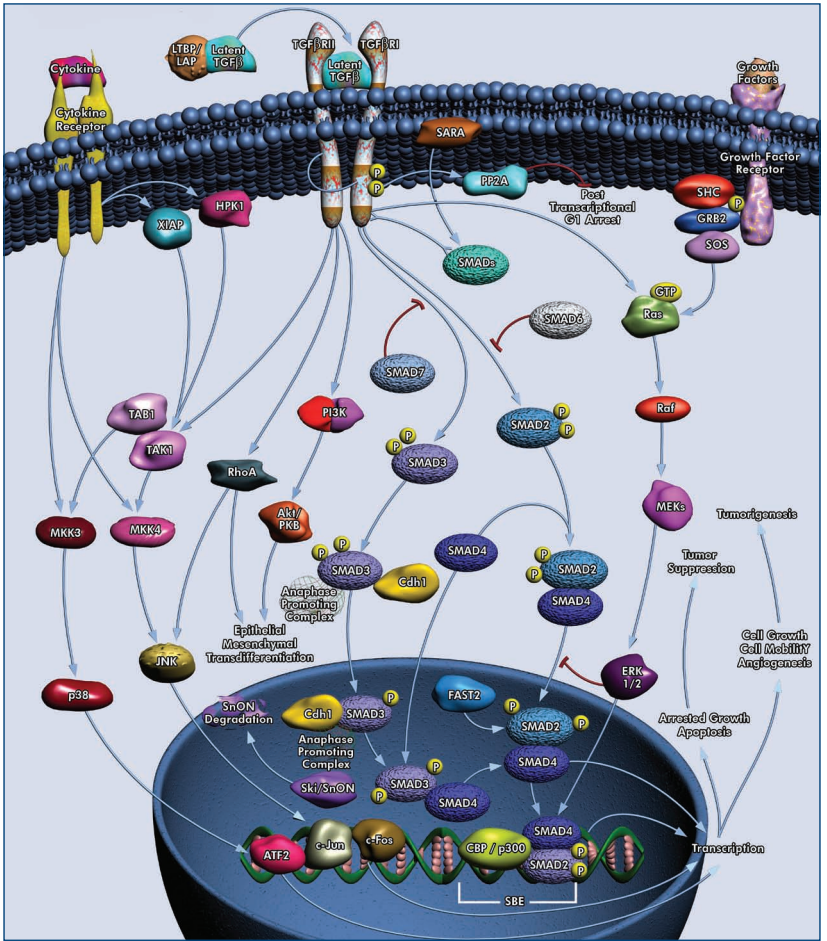 LTBP/
LAP
Latent
TGFβ
TGFβRII
TGFβRI
Latent
TGFβ
Cytokine
Cytokine
Receptor
Growth
Factors
Growth Factor
Receptor
SARA
PP2A
P
P
Post
Transcriptional
G1 Arrest
SHC
P
GRB2
SOS
HPK1
XIAP
SMADs
GTP
Ras
SMAD6
SMAD7
TAB1
TAK1
PI3K
P
P
SMAD2
P
P
SMAD3
Raf
RhoA
MEKs
Akt/
PKB
MKK3
MKK4
Tumorigenesis
P
P
SMAD3
Cdh1
SMAD4
P
P
SMAD2
SMAD4
Tumor
Suppression
Anaphase
Promoting
Complex
Epithelial
Mesenchymal
Transdifferentiation
Cell Growth
Cell MobilitY
Angiogenesis
JNK
p38
ERK
1/2
SnON
Degradation
Cdh1
SMAD3
P
FAST2
P
P
SMAD2
SMAD4
Arrested Growth
Apoptosis
Anaphase
Promoting
Complex
Ski/SnON
P
SMAD3
P
SMAD4
ATF2
c-Jun
c-Fos
CBP / p300
SMAD4
P
SMAD2
P
Transcription
SBE